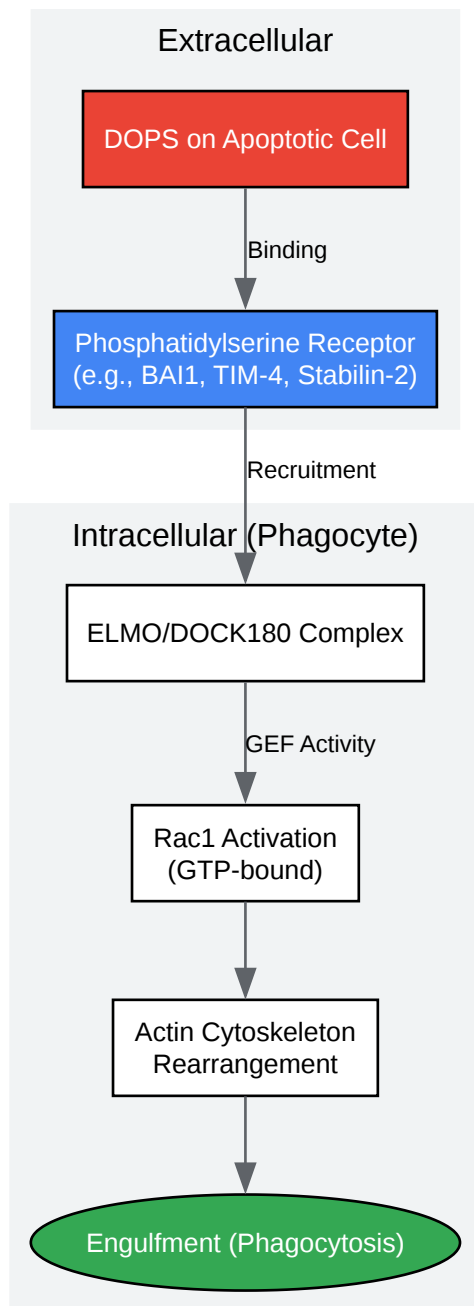 Extracellular
DOPS on Apoptotic Cell
Binding
Phosphatidylserine Receptor
(e.g., BAI1, TIM-4, Stabilin-2)
Recruitment
Intracellular (Phagocyte)
ELMO/DOCK180 Complex
GEF Activity
Rac1 Activation
(GTP-bound)
Actin Cytoskeleton
Rearrangement
Engulfment (Phagocytosis)